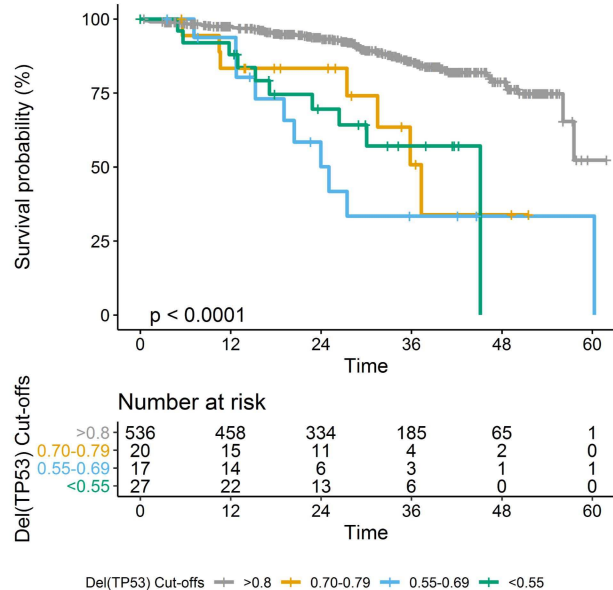 Survival probability (%)
100
75
50
25
0
p < 0.0001
0 12 24 36 48 60
Time
Number at risk
Del(TP53) Cut-offs
>0.8 536 458 334 185 65 1
0.70-0.79 20 15 11 4 2 0
0.55-0.69 17 14 6 3 1 1
<0.55 27 22 13 6 0 0
0 12 24 36 48 60
Time
Del(TP53) Cut-offs >0.8 0.70-0.79 0.55-0.69 <0.55